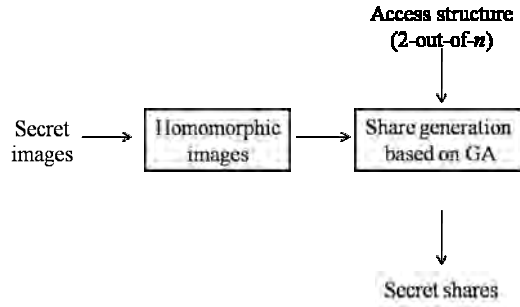 Access structure
(2-out-of-n)
Secret
images
Homomorphic
images
Share generation
based on GA
Secret shares